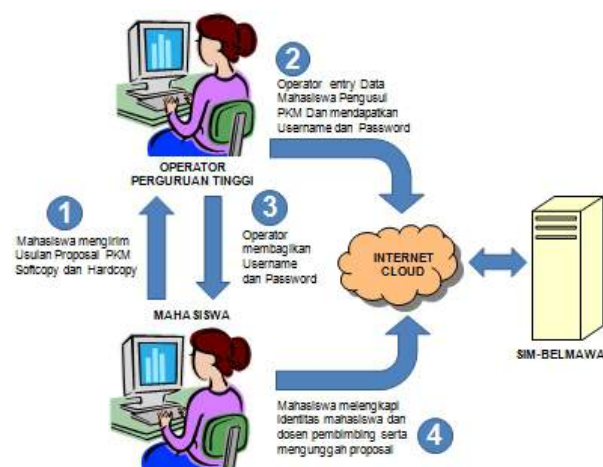 2
Operator entry Data
Mahasiswa Pengusul
PKM Dan mendapatkan
Username dan Password
OPERATOR
PERGURUAN TINGGI
1
Mahasiswa mengirim
Usulan Proposal PKM
Softcopy dan Hardcopy
3
Operator
membagikan
Username
dan Password
INTERNET
CLOUD
SIM-BELMAWA
MAHASISWA
Mahasiswa melengkapi
identitas mahasiswa dan
dosen pembimbing serta
mengunggah proposal
4